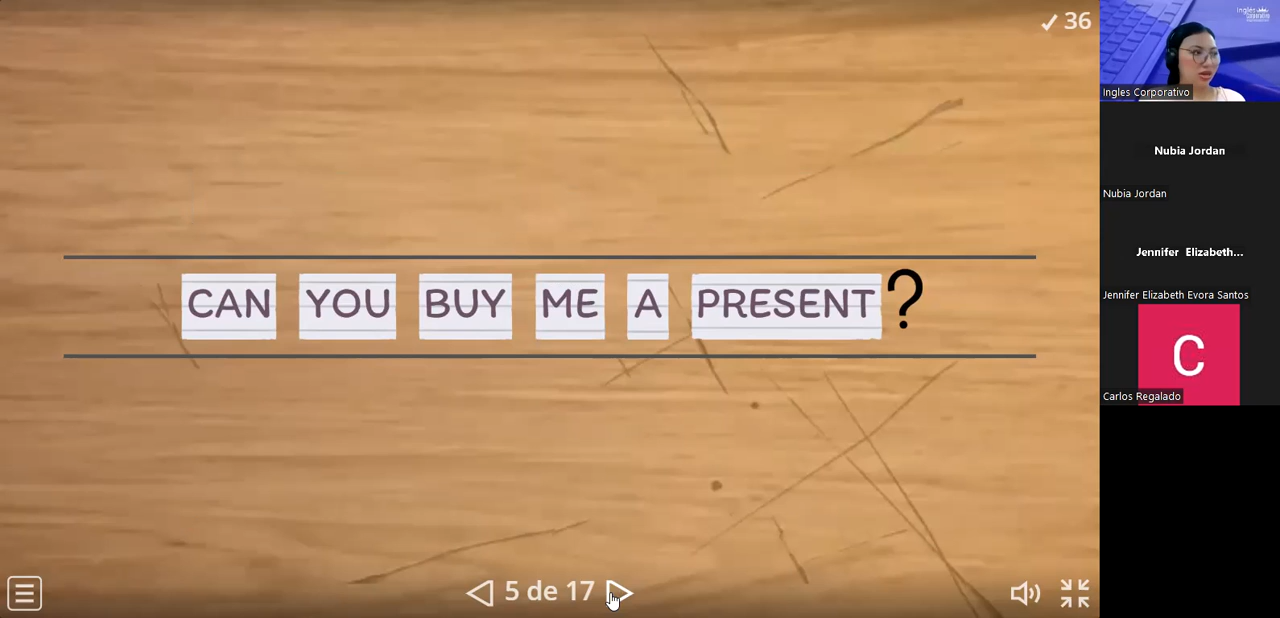 ✓ 36
CAN YOU BUY ME A PRESENT ?
5 de 17
Ingles Corporativo
Nubia Jordan
Nubia Jordan
Jennifer Elizabeth...
Jennifer Elizabeth Evora Santos
C
Carlos Regalado